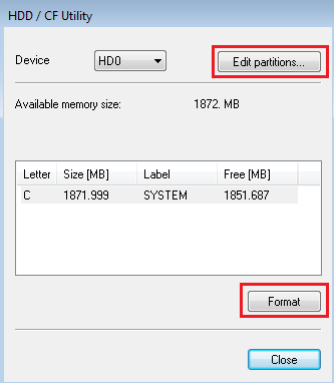 HDD / CF Utility
Device HD0 Edit partitions...
Available memory size: 1872. MB
Letter Size [MB] Label Free [MB]
C 1871.999 SYSTEM 1851.687
Format
Close